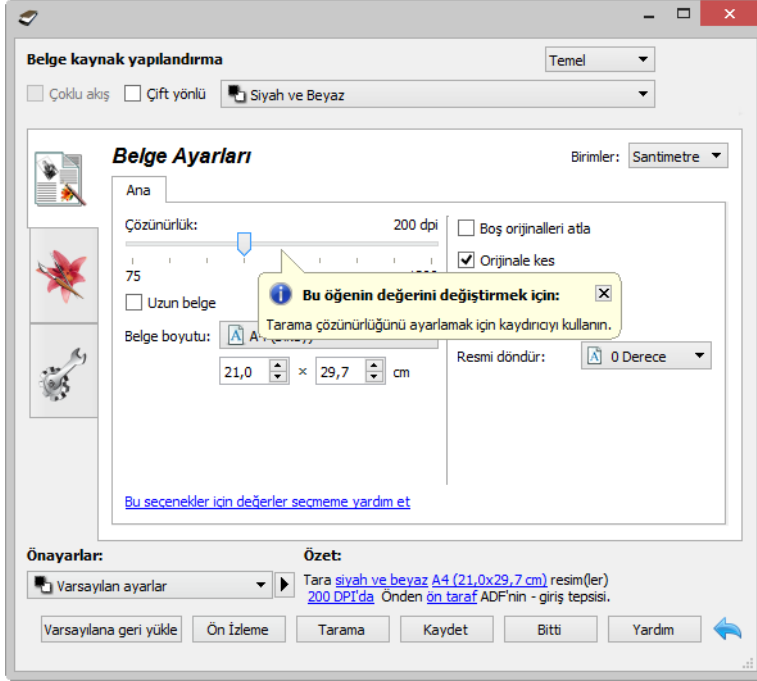 Belge kaynak yapılandırma
Temel
Çoklu akış
Çift yönlü
Siyah ve Beyaz
Belge Ayarları
Birimler: Santimetre
Ana
Çözünürlük: 200 dpi
Boş orijinalleri atla
Orijinale kes
75
Bu öğenin değerini değiştirmek için:
Uzun belge
Tarama çözünürlüğünü ayarlamak için kaydırıcıyı kullanın.
Belge boyutu:
Resmi döndür: 0 Derece
21,0 × 29,7 cm
Bu seçenekler için değerler seçmeme yardım et
Önayarlar:
Özet:
Varsayılan ayarlar
Tara siyah ve beyaz A4 (21,0x29,7 cm) resim(ler)
200 DPI'da Önden ön taraf ADF'nin - giriş tepsisi.
Varsayılana geri yükle
Ön İzleme
Tarama
Kaydet
Bitti
Yardım